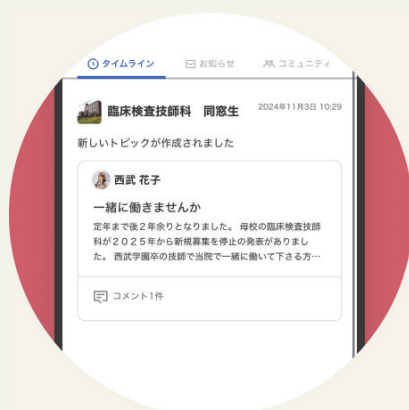 タイムライン お知らせ コミュニティ
臨床検査技師科 同窓生 2024年11月3日 10:29
新しいトピックが作成されました
西武 花子
一緒に働きませんか
定年まで後2年余りとなりました。 母校の臨床検査技師
科が2025年から新規募集を停止の発表がありまし
た。 西武学園卒の技師で当院で一緒に働いて下さる方…
コメント1件